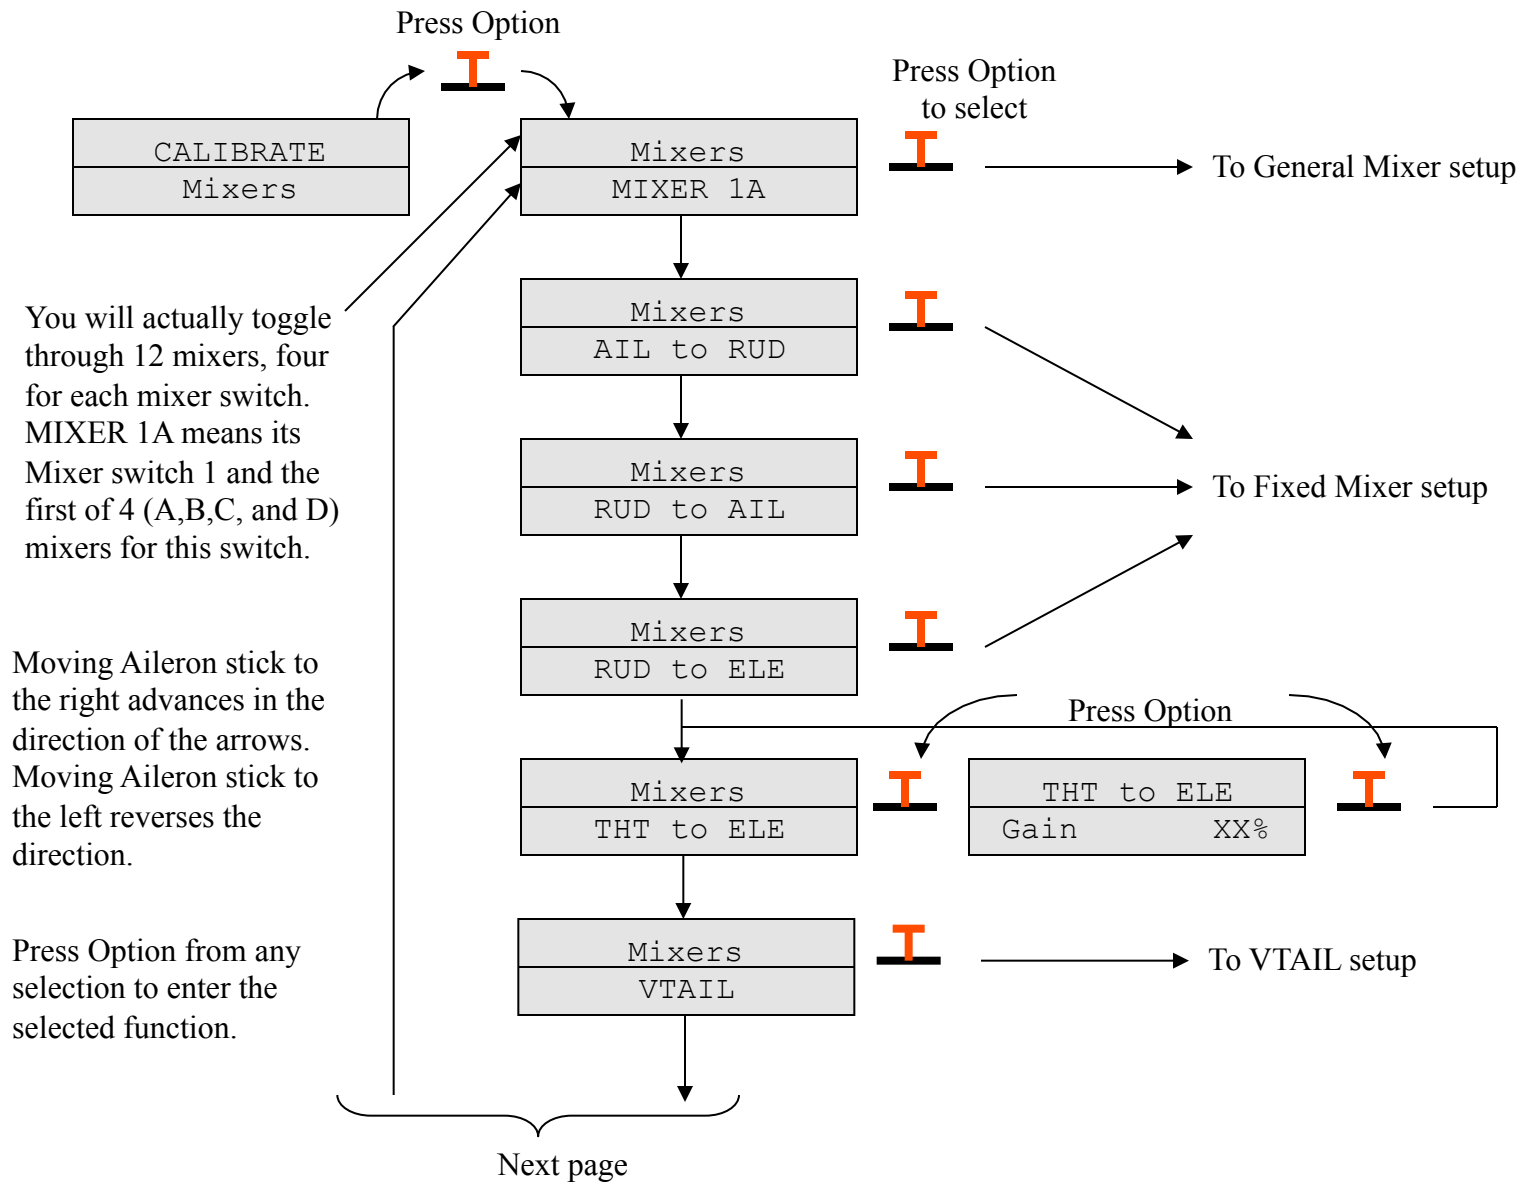 Press Option
Press Option
to select
CALIBRATE
Mixers
Mixers
MIXER 1A
To General Mixer setup
You will actually toggle
through 12 mixers, four
for each mixer switch.
MIXER 1A means its
Mixer switch 1 and the
first of 4 (A,B,C, and D)
mixers for this switch.
Mixers
AIL to RUD
Mixers
RUD to AIL
To Fixed Mixer setup
Mixers
RUD to ELE
Moving Aileron stick to
the right advances in the
direction of the arrows.
Moving Aileron stick to
the left reverses the
direction.
Press Option
Mixers
THT to ELE
THT to ELE
Gain XX%
Press Option from any
selection to enter the
selected function.
Mixers
VTAIL
To VTAIL setup
Next page